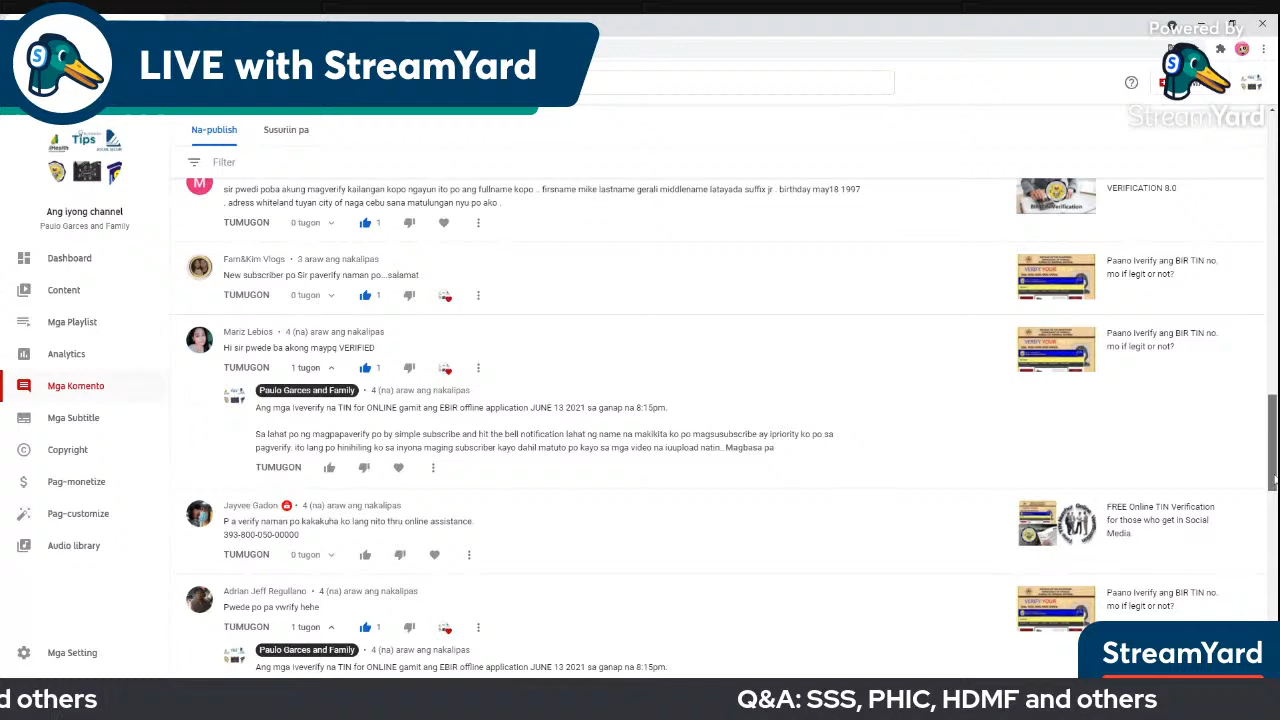 LIVE with StreamYard
Powered by
StreamYard
Tips
Ang iyong channel
Paulo Garces and Family
Dashboard
Content
Mga Playlist
Analytics
Mga Komento
Mga Subtitle
Copyright
Pag-monetize
Pag-customize
Audio library
Mga Setting
Na-publish
Susuriin pa
Filter
M
sir pwedi poba akung magverify kailangan kopo ngayun ito po ang fullname kopo .. firsname mike lastname gerali middlename latayada suffix jr . birthday may18 1997
. adress whiteland tuyan city of naga cebu sana matulungan nyu po ako .
TUMUGON 0 tugon 1
VERIFICATION 8.0
Fam&Kim Vlogs • 3 araw ang nakalipas
New subscriber po Sir paverify naman po...salamat
TUMUGON 0 tugon 1
Paano Iverify ang BIR TIN no.
mo if legit or not?
Mariz Lebios • 4 (na) araw ang nakalipas
Hi sir pwede ba akong mavirify VERIFIED
TUMUGON 1 tugon 1
Paano Iverify ang BIR TIN no.
mo if legit or not?
Paulo Garces and Family • 4 (na) araw ang nakalipas
Ang mga Iveverify na TIN for ONLINE gamit ang EBIR offline application JUNE 13 2021 sa ganap na 8:15pm.
Sa lahat po ng magpapaverify po by simple subscribe and hit the bell notification lahat ng name na makikita ko po magsusubscribe ay ipriority ko po sa
pagverify. ito lang po hinihiling ko sa inyona maging subscriber kayo dahil matuto po kayo sa mga video na iuupload natin...Magbasa pa
TUMUGON
Jayvee Gadon • 4 (na) araw ang nakalipas
P a verify naman po kakakuha ko lang nito thru online assistance.
393-800-050-00000
TUMUGON 0 tugon
FREE Online TIN Verification
for those who get in Social
Media
Adrian Jeff Regullano • 4 (na) araw ang nakalipas
Pwede po pa vwrify hehe
TUMUGON 1 tugon 1
Paano Iverify ang BIR TIN no.
mo if legit or not?
Paulo Garces and Family • 4 (na) araw ang nakalipas
Ang mga Iveverify na TIN for ONLINE gamit ang EBIR offline application JUNE 13 2021 sa ganap na 8:15pm.
StreamYard
d others
Q&A: SSS, PHIC, HDMF and others